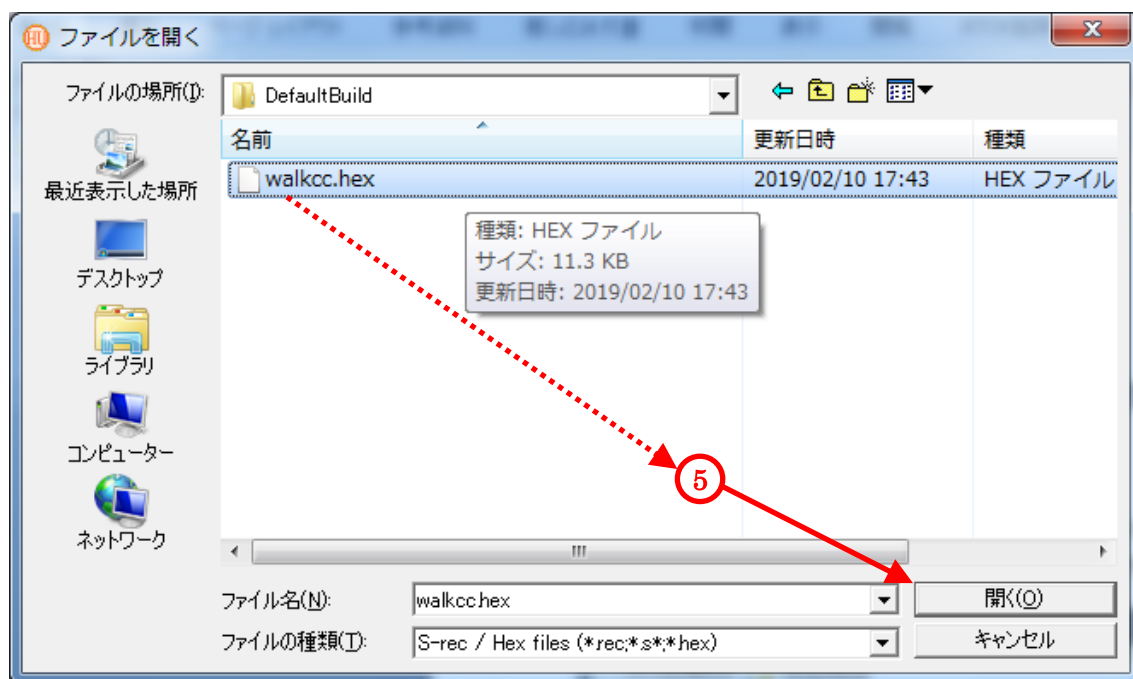 ファイルを開く
ファイルの場所(I):
DefaultBuild
名前
更新日時
種類
最近表示した場所
walkcc.hex
2019/02/10 17:43
HEX ファイル
種類: HEX ファイル
サイズ: 11.3 KB
更新日時: 2019/02/10 17:43
デスクトップ
ライブラリ
コンピューター
ネットワーク
5
ファイル名(N):
walkcc.hex
開く(O)
ファイルの種類(T):
S-rec / Hex files (*.rec;*.s*;*.hex)
キャンセル